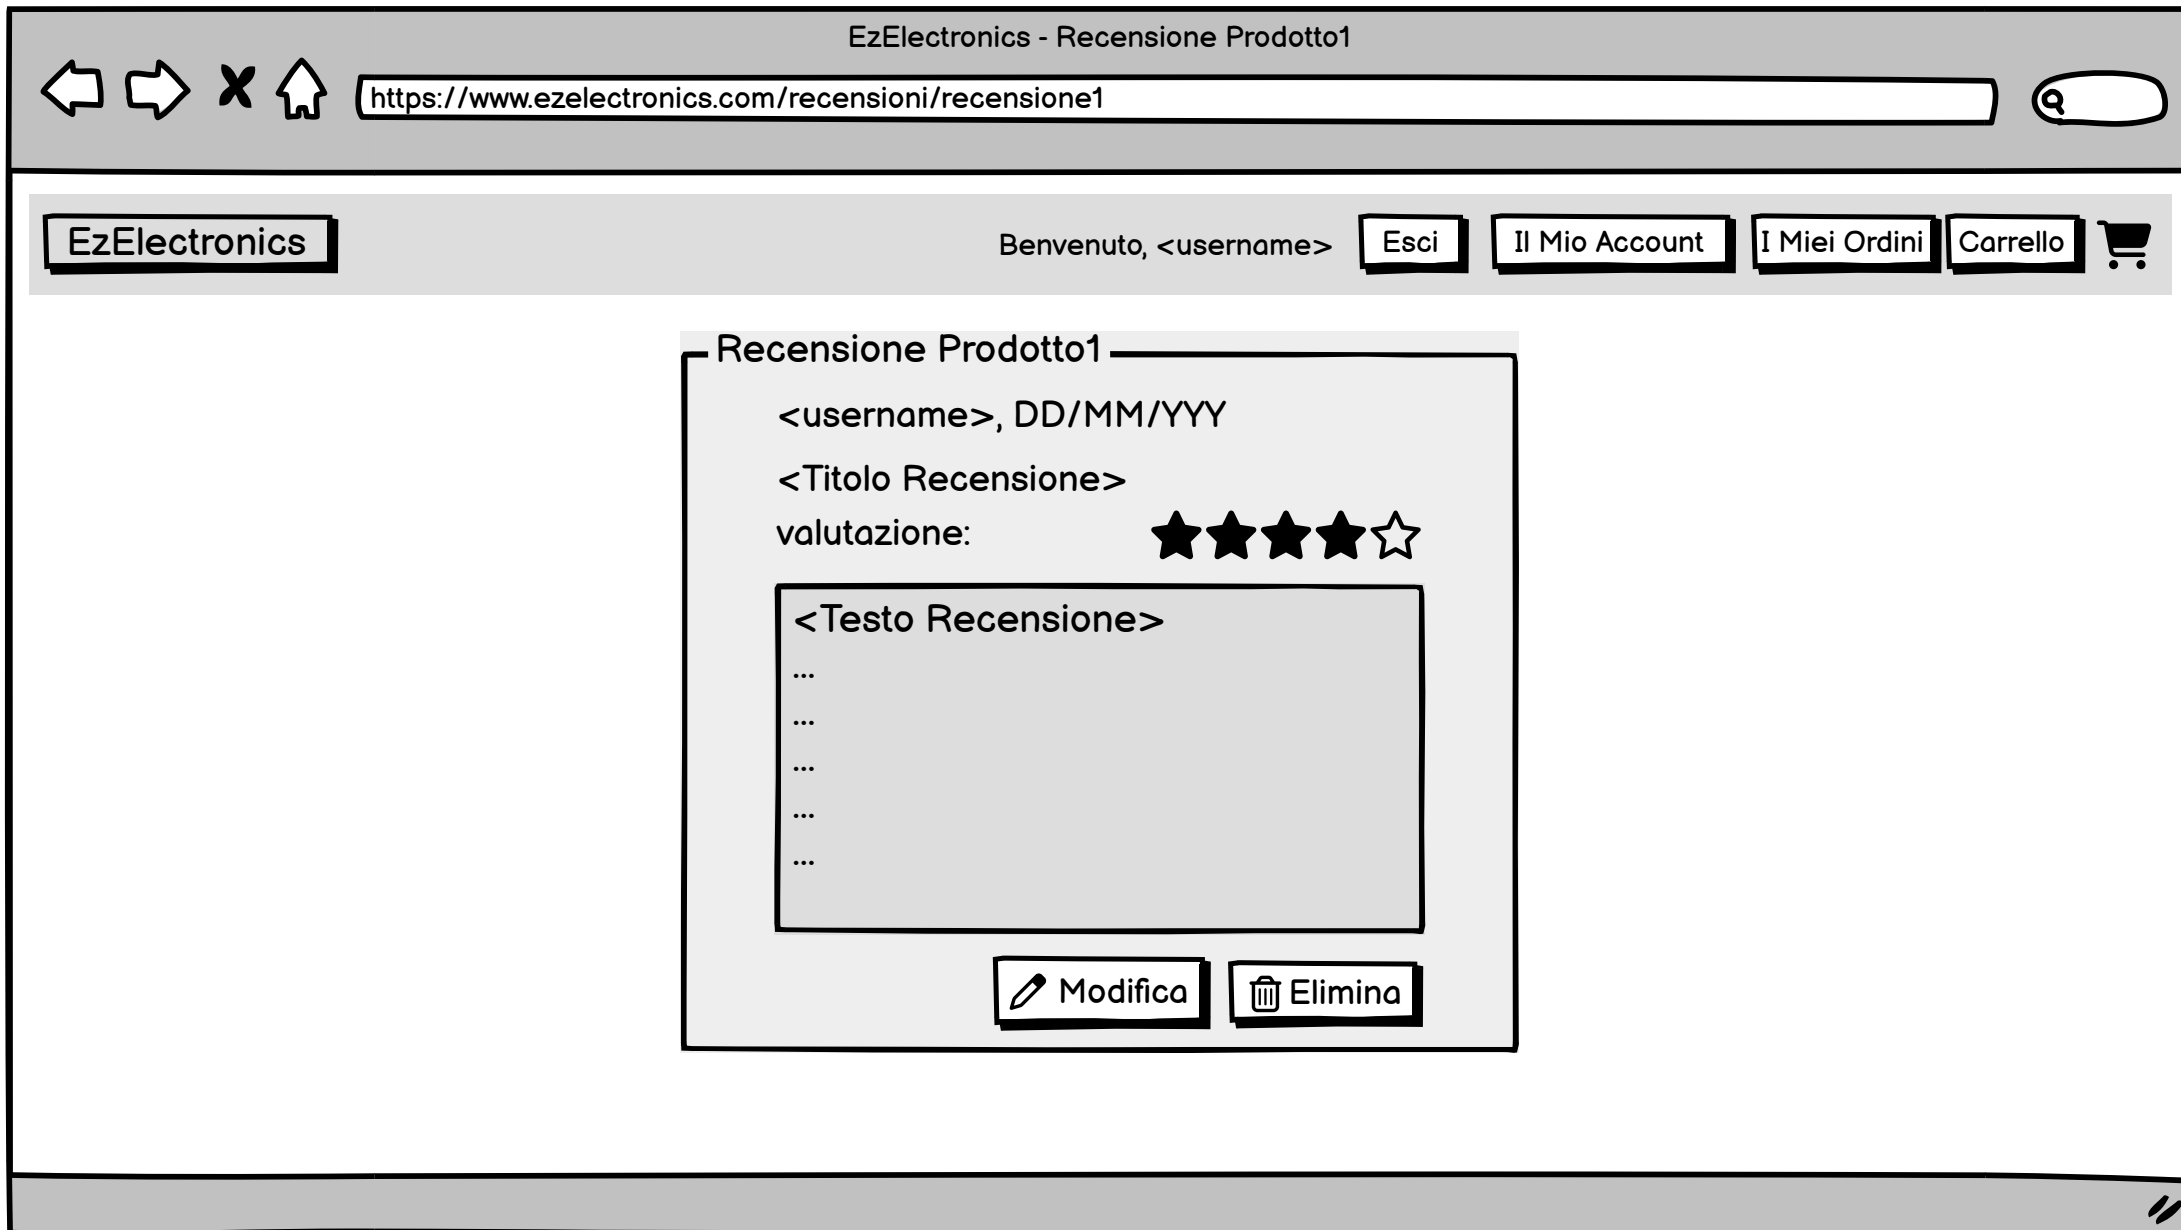 EzElectronics - Recensione Prodotto1
https://www.ezelectronics.com/recensioni/recensione1
EzElectronics
Benvenuto, <username>
Esci
Il Mio Account
I Miei Ordini
Carrello
Recensione Prodotto1
<username>, DD/MM/YYY
<Titolo Recensione>
valutazione:
<Testo Recensione>
...
...
...
...
...
Modifica
Elimina